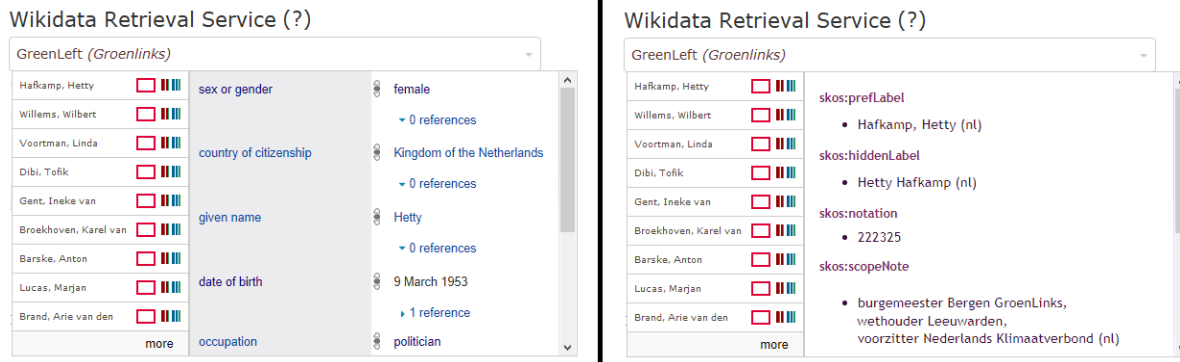 Wikidata Retrieval Service (?)
GreenLeft (Groenlinks)
Hafkamp, Hetty
Willems, Wilbert
Voortman, Linda
Dibi, Tofik
Gent, Ineke van
Broekhoven, Karel van
Barske, Anton
Lucas, Marjan
Brand, Arie van den
more
sex or gender
female
0 references
country of citizenship
Kingdom of the Netherlands
0 references
given name
Hetty
0 references
date of birth
9 March 1953
1 reference
occupation
politician
Wikidata Retrieval Service (?)
GreenLeft (Groenlinks)
Hafkamp, Hetty
Willems, Wilbert
Voortman, Linda
Dibi, Tofik
Gent, Ineke van
Broekhoven, Karel van
Barske, Anton
Lucas, Marjan
Brand, Arie van den
more
skos:prefLabel
Hafkamp, Hetty (nl)
skos:hiddenLabel
Hetty Hafkamp (nl)
skos:notation
222325
skos:scopeNote
burgemeester Bergen GroenLinks,
wethouder Leeuwarden,
voorzitter Nederlands Klimaatverbond (nl)